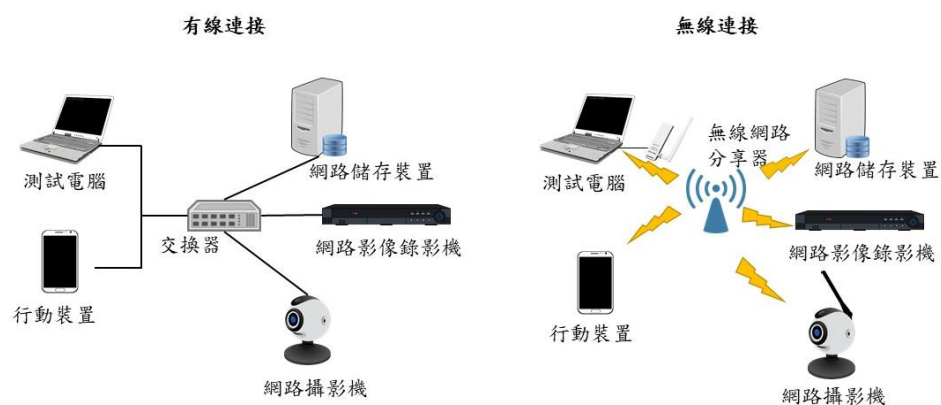 有線連接
無線連接
測試電腦
網路儲存裝置
交換器
網路影像錄影機
行動裝置
網路攝影機
測試電腦
無線網路
分享器
網路儲存裝置
網路影像錄影機
行動裝置
網路攝影機